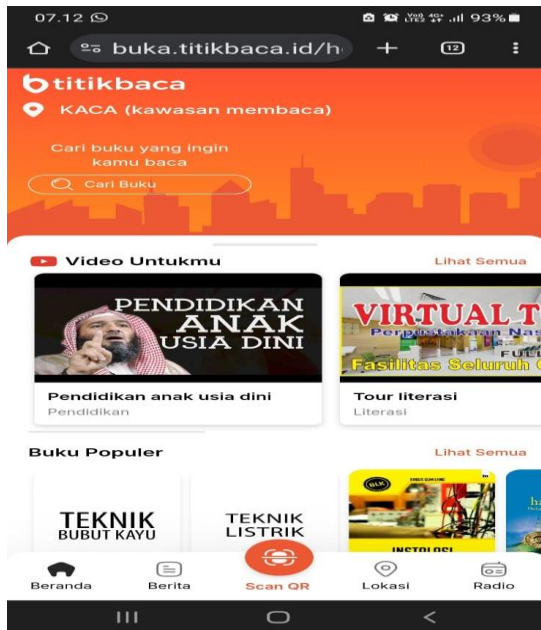 07.12
93%
buka.titikbaca.id/h
12
titikbaca
KACA (kawasan membaca)
Cari buku yang ingin
kamu baca
Cari Buku
Video Untukmu
Lihat Semua
PENDIDIKAN
ANAK
USIA DINI
VIRTUAL T
Perpustakaan Nas
FULL
Fasilitas Seluruh
Pendidikan anak usia dini
Pendidikan
Tour literasi
Literasi
Buku Populer
Lihat Semua
TEKNIK
BUBUT KAYU
TEKNIK
LISTRIK
BLK
INSTALASI
ha
Beranda
Berita
Scan QR
Lokasi
Radio